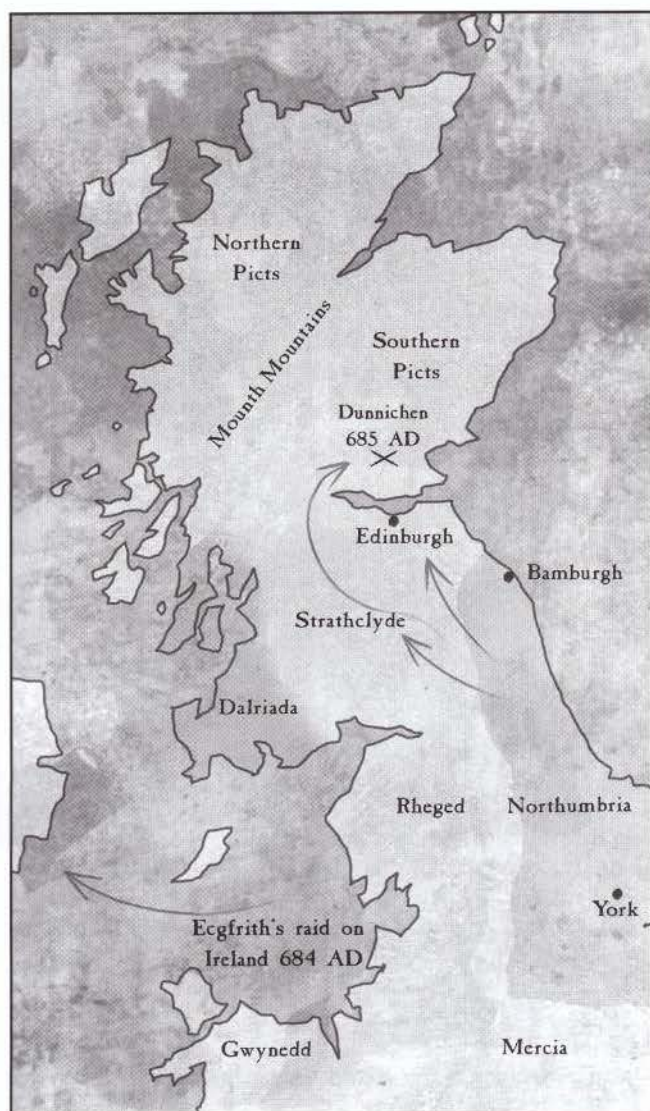 Northern
Picts
Mounth Mountains
Southern
Picts
Dunnichen
685 AD
Edinburgh
Bamburgh
Strathclyde
Dalriada
Rheged
Northumbria
York
Ecgfrith's raid on
Ireland 684 AD
Gwynedd
Mercia